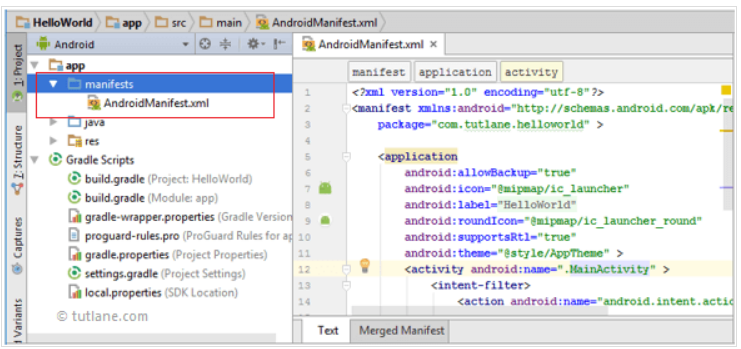 HelloWorld app src main AndroidManifest.xml
Android
AndroidManifest.xml ×
1: Project
Z: Structure
Captures
Variants
app
manifests
AndroidManifest.xml
java
res
Gradle Scripts
build.gradle (Project: HelloWorld)
build.gradle (Module: app)
gradle-wrapper.properties (Gradle Version
proguard-rules.pro (ProGuard Rules for ap
gradle.properties (Project Properties)
settings.gradle (Project Settings)
local.properties (SDK Location)
© tutlane.com
manifest application activity
1 <?xml version="1.0" encoding="utf-8"?>
2 <manifest xmlns:android="http://schemas.android.com/apk/re
3 package="com.tutlane.helloworld" >
4
5 <application
6 android:allowBackup="true"
7 android:icon="@mipmap/ic_launcher"
8 android:label="HelloWorld"
9 android:roundIcon="@mipmap/ic_launcher_round"
10 android:supportsRtl="true"
11 android:theme="@style/AppTheme" >
12 <activity android:name=".MainActivity" >
13 <intent-filter>
14 <action android:name="android.intent.actio
Text Merged Manifest